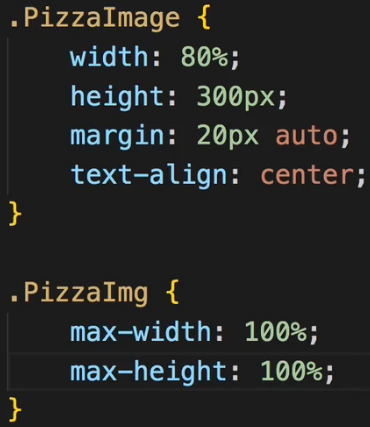 .PizzaImage {
    width: 80%;
    height: 300px;
    margin: 20px auto;
    text-align: center;
}

.PizzaImg {
    max-width: 100%;
    max-height: 100%;
}